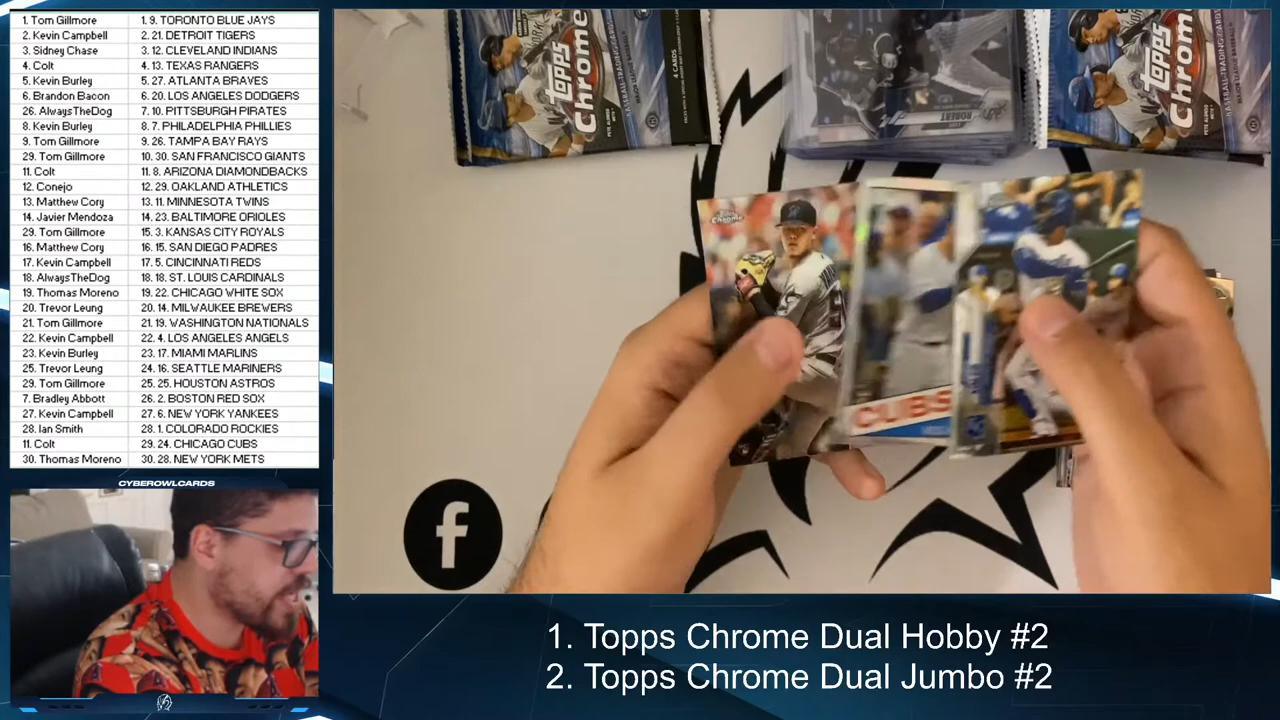 1. Tom Gillmore 1. 9. TORONTO BLUE JAYS
2. Kevin Campbell 2. 21. DETROIT TIGERS
3. Sidney Chase 3. 12. CLEVELAND INDIANS
4. Colt 4. 13. TEXAS RANGERS
5. Kevin Burley 5. 27. ATLANTA BRAVES
6. Brandon Bacon 6. 20. LOS ANGELES DODGERS
26. AlwaysTheDog 7. 10. PITTSBURGH PIRATES
8. Kevin Burley 8. 7. PHILADELPHIA PHILLIES
9. Tom Gillmore 9. 26. TAMPA BAY RAYS
29. Tom Gillmore 10. 30. SAN FRANCISCO GIANTS
11. Colt 11. 8. ARIZONA DIAMONDBACKS
12. Conejo 12. 29. OAKLAND ATHLETICS
13. Matthew Cory 13. 11. MINNESOTA TWINS
14. Javier Mendoza 14. 23. BALTIMORE ORIOLES
29. Tom Gillmore 15. 3. KANSAS CITY ROYALS
16. Matthew Cory 16. 15. SAN DIEGO PADRES
17. Kevin Campbell 17. 5. CINCINNATI REDS
18. AlwaysTheDog 18. 18. ST. LOUIS CARDINALS
19. Thomas Moreno 19. 22. CHICAGO WHITE SOX
20. Trevor Leung 20. 14. MILWAUKEE BREWERS
21. Tom Gillmore 21. 19. WASHINGTON NATIONALS
22. Kevin Campbell 22. 4. LOS ANGELES ANGELS
23. Kevin Burley 23. 17. MIAMI MARLINS
25. Trevor Leung 24. 16. SEATTLE MARINERS
29. Tom Gillmore 25. 25. HOUSTON ASTROS
7. Bradley Abbott 26. 2. BOSTON RED SOX
27. Kevin Campbell 27. 6. NEW YORK YANKEES
28. Ian Smith 28. 1. COLORADO ROCKIES
11. Colt 29. 24. CHICAGO CUBS
30. Thomas Moreno 30. 28. NEW YORK METS
CYBEROWLCARDS
Topps Chrome
4 CARDS
ROBERT
Topps Chrome
BASEBALL TRADING CARDS
PETE ALONSO
Topps Chrome
CUBS
f
1. Topps Chrome Dual Hobby #2
2. Topps Chrome Dual Jumbo #2